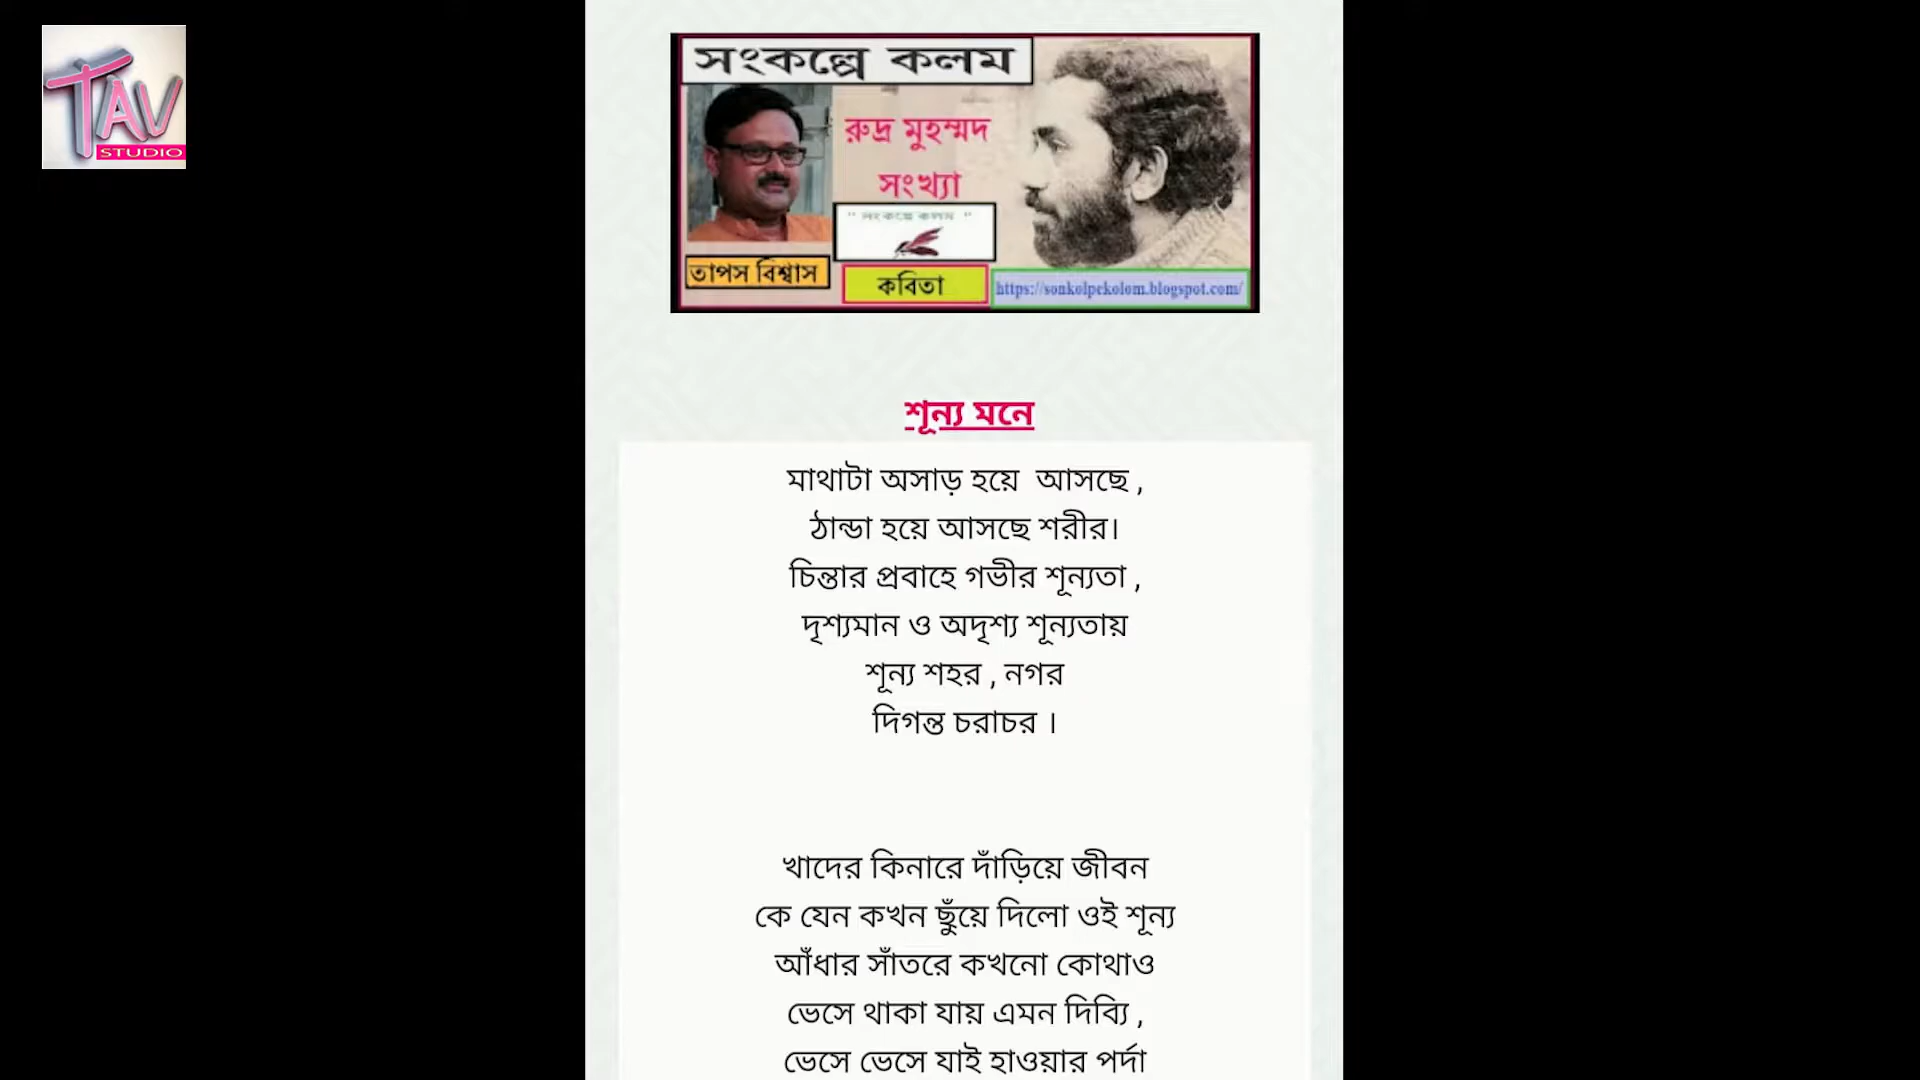 TAV
STUDIO
সংকল্পে কলম
রুদ্র মুহম্মদ
সংখ্যা
" সংকল্পে কলম "
তাপস বিশ্বাস
কবিতা
https://sonkolpekolom.blogspot.com/
শূন্য মনে
মাথাটা অসাড় হয়ে আসছে ,
ঠান্ডা হয়ে আসছে শরীর।
চিন্তার প্রবাহে গভীর শূন্যতা ,
দৃশ্যমান ও অদৃশ্য শূন্যতায়
শূন্য শহর , নগর
দিগন্ত চরাচর ।
খাদের কিনারে দাঁড়িয়ে জীবন
কে যেন কখন ছুঁয়ে দিলো ওই শূন্য
আঁধার সাঁতরে কখনো কোথাও
ভেসে থাকা যায় এমন দিব্যি ,
ভেসে ভেসে যাই হাওয়ার পর্দা